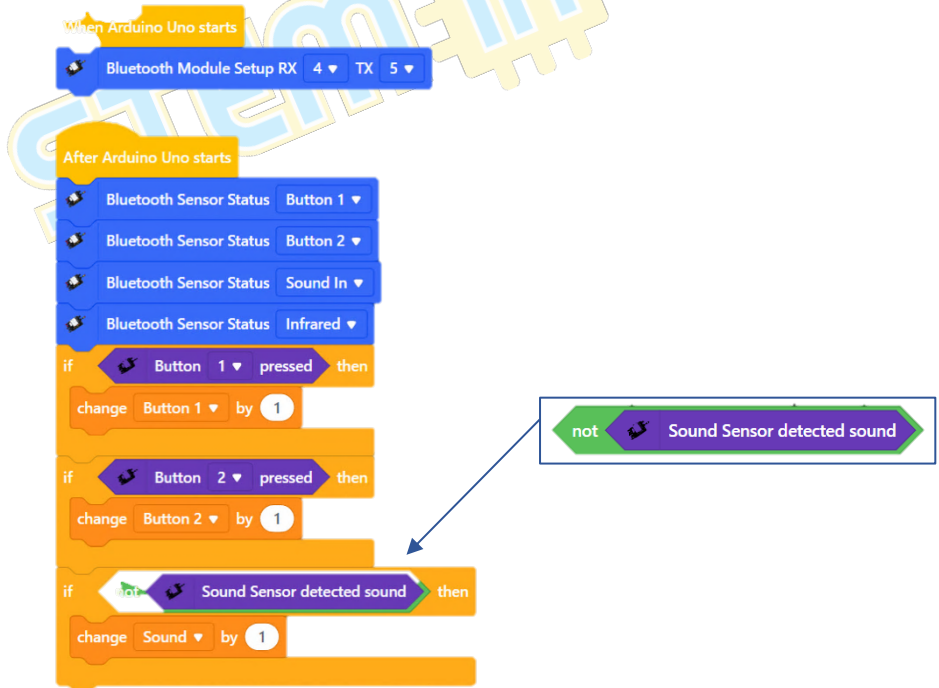 STEM-IN
When Arduino Uno starts
Bluetooth Module Setup RX 4 TX 5
After Arduino Uno starts
Bluetooth Sensor Status Button 1
Bluetooth Sensor Status Button 2
Bluetooth Sensor Status Sound In
Bluetooth Sensor Status Infrared
if Button 1 pressed then
change Button 1 by 1
if Button 2 pressed then
change Button 2 by 1
not Sound Sensor detected sound
if not Sound Sensor detected sound then
change Sound by 1